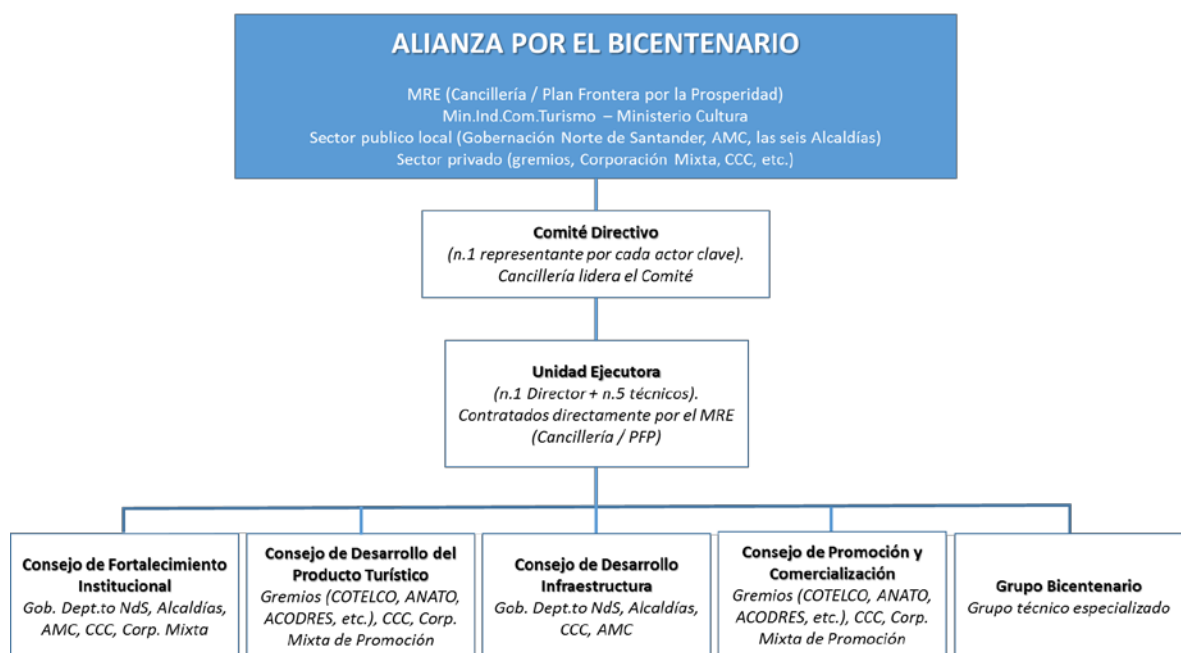 ALIANZA POR EL BICENTENARIO
MRE (Cancillería / Plan Frontera por la Prosperidad)
Min.Ind.Com.Turismo – Ministerio Cultura
Sector publico local (Gobernación Norte de Santander, AMC, las seis Alcaldías)
Sector privado (gremios, Corporación Mixta, CCC, etc.)
Comité Directivo
(n.1 representante por cada actor clave).
Cancillería lidera el Comité
Unidad Ejecutora
(n.1 Director + n.5 técnicos).
Contratados directamente por el MRE
(Cancillería / PFP)
Consejo de Fortalecimiento
Institucional
Gob. Dept.to NdS, Alcaldías,
AMC, CCC, Corp. Mixta
Consejo de Desarrollo del
Producto Turístico
Gremios (COTELCO, ANATO,
ACODRES, etc.), CCC, Corp.
Mixta de Promoción
Consejo de Desarrollo
Infraestructura
Gob. Dept.to NdS, Alcaldías,
CCC, AMC
Consejo de Promoción y
Comercialización
Gremios (COTELCO, ANATO,
ACODRES, etc.), CCC, Corp.
Mixta de Promoción
Grupo Bicentenario
Grupo técnico especializado